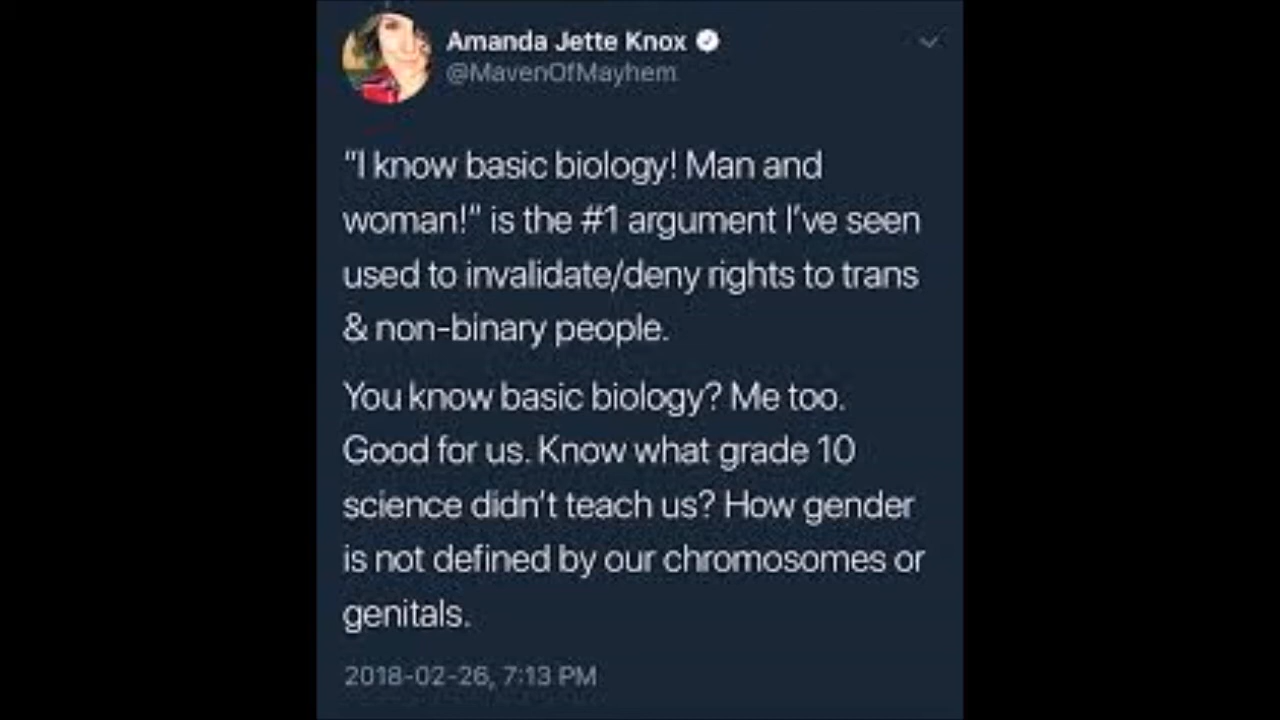 Amanda Jette Knox
@MavenOfMayhem
"I know basic biology! Man and
woman!" is the #1 argument I've seen
used to invalidate/deny rights to trans
& non-binary people.
You know basic biology? Me too.
Good for us. Know what grade 10
science didn't teach us? How gender
is not defined by our chromosomes or
genitals.
2018-02-26, 7:13 PM